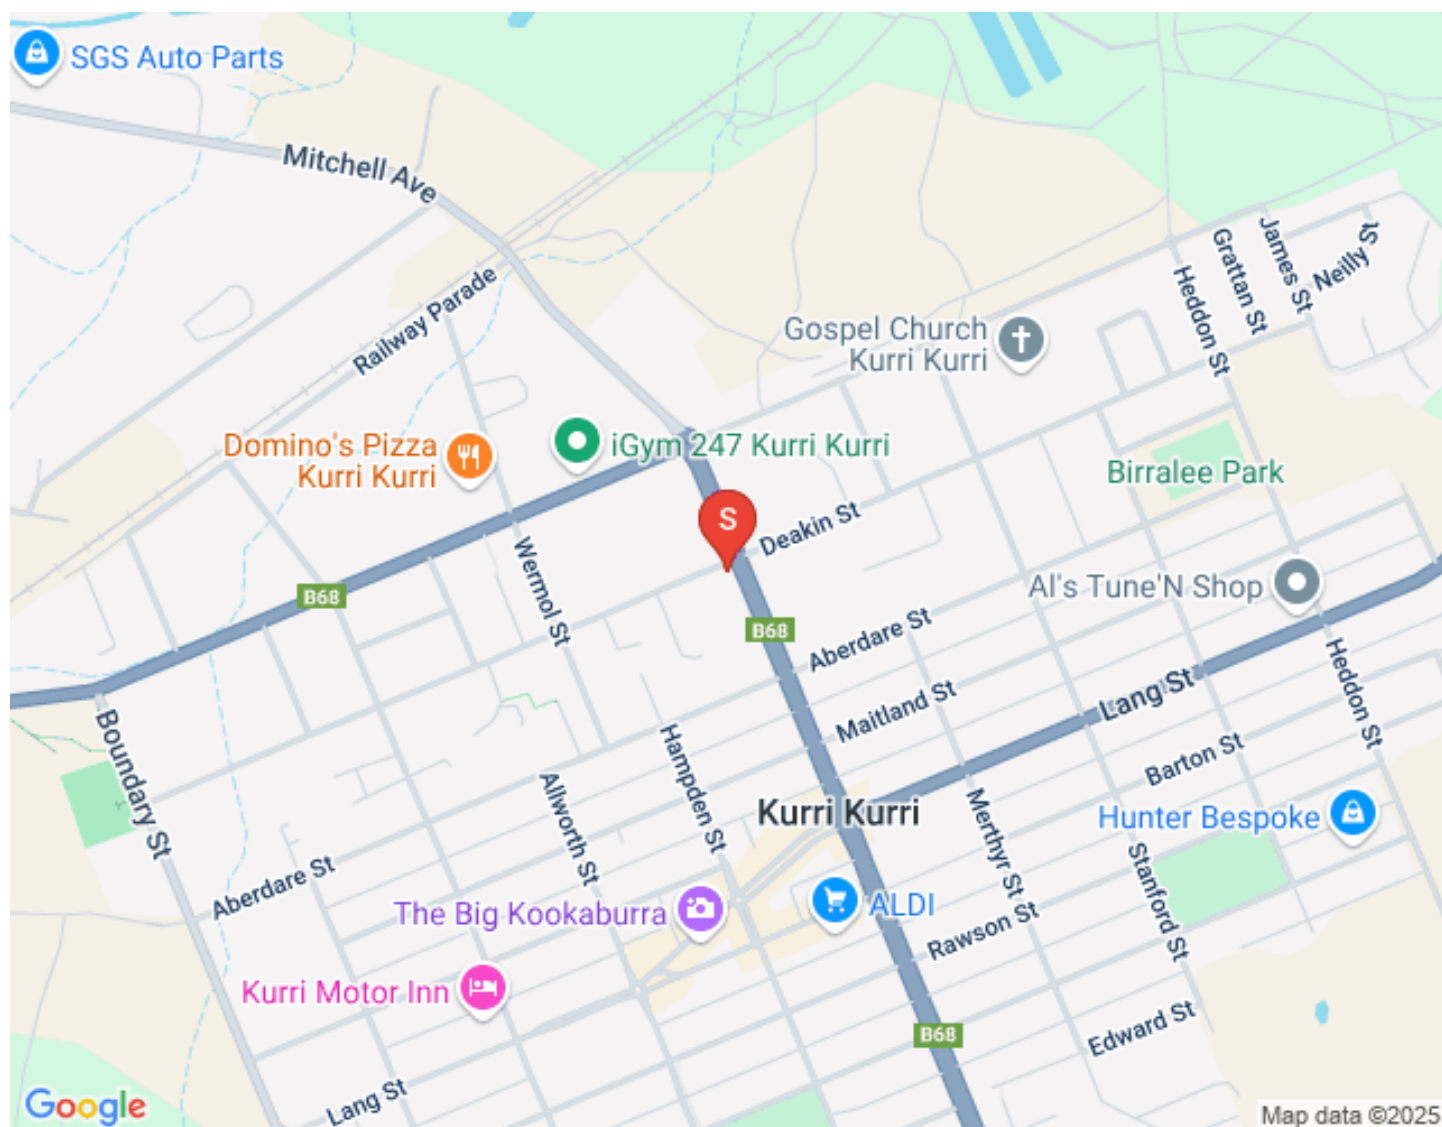 SGS Auto Parts
Mitchell Ave
Railway Parade
Grattan St
James St
Neilly St
Heddon St
Gospel Church
Kurri Kurri
Domino's Pizza
Kurri Kurri
iGym 247 Kurri Kurri
Birralee Park
S
Deakin St
Wermol St
B68
B68
Al's Tune'N Shop
Aberdare St
Maitland St
Lang St
Heddon St
Boundary St
Hampden St
Allworth St
Barton St
Kurri Kurri
Merthyr St
Hunter Bespoke
Stanford St
Aberdare St
The Big Kookaburra
ALDI
Rawson St
Kurri Motor Inn
Edward St
B68
Lang St
Google
Map data ©2025